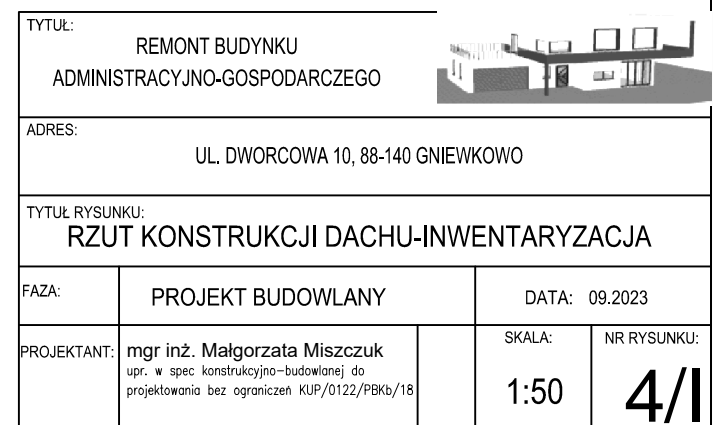 TYTUŁ:
REMONT BUDYNKU
ADMINISTRACYJNO-GOSPODARCZEGO
ADRES:
UL. DWORCOWA 10, 88-140 GNIEWKOWO
TYTUŁ RYSUNKU:
RZUT KONSTRUKCJI DACHU-INWENTARYZACJA
FAZA:
PROJEKT BUDOWLANY
DATA: 09.2023
PROJEKTANT:
mgr inż. Małgorzata Miszczuk
upr. w spec konstrukcyjno-budowlanej do
projektowania bez ograniczeń KUP/0122/PBKb/18
SKALA:
1:50
NR RYSUNKU:
4/I